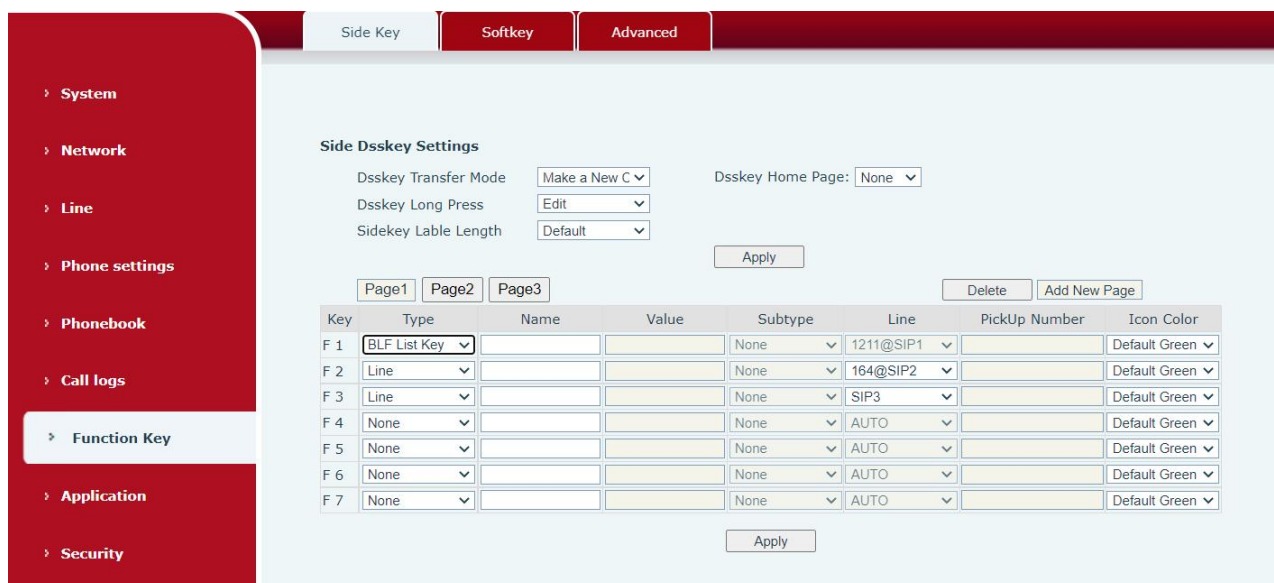 Side Key Softkey Advanced
System
Network
Line
Phone settings
Phonebook
Call logs
Function Key
Application
Security
Side Dsskey Settings
Dsskey Transfer Mode Make a New C Dsskey Home Page: None
Dsskey Long Press Edit
Sidekey Lable Length Default
Apply
Page1 Page2 Page3 Delete Add New Page
Key Type Name Value Subtype Line PickUp Number Icon Color
F 1 BLF List Key None 1211@SIP1 Default Green
F 2 Line None 164@SIP2 Default Green
F 3 Line None SIP3 Default Green
F 4 None None AUTO Default Green
F 5 None None AUTO Default Green
F 6 None None AUTO Default Green
F 7 None None AUTO Default Green
Apply